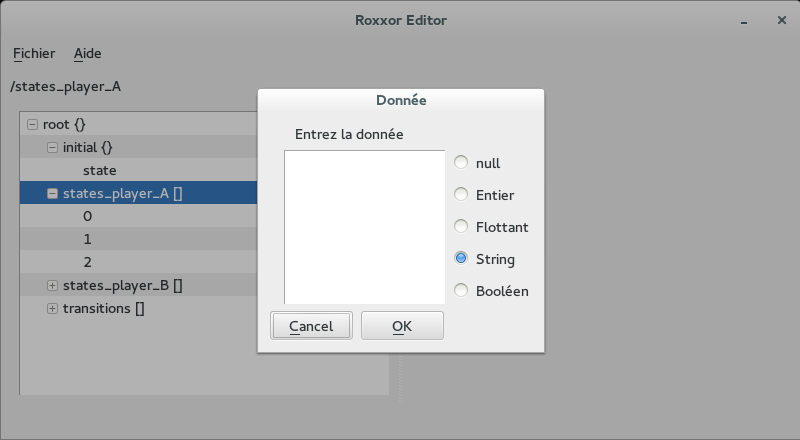 Roxxor Editor
Fichier Aide
/states_player_A
root {}
initial {}
state
states_player_A []
0
1
2
states_player_B []
transitions []
Donnée
Entrez la donnée
null
Entier
Flottant
String
Booléen
Cancel OK